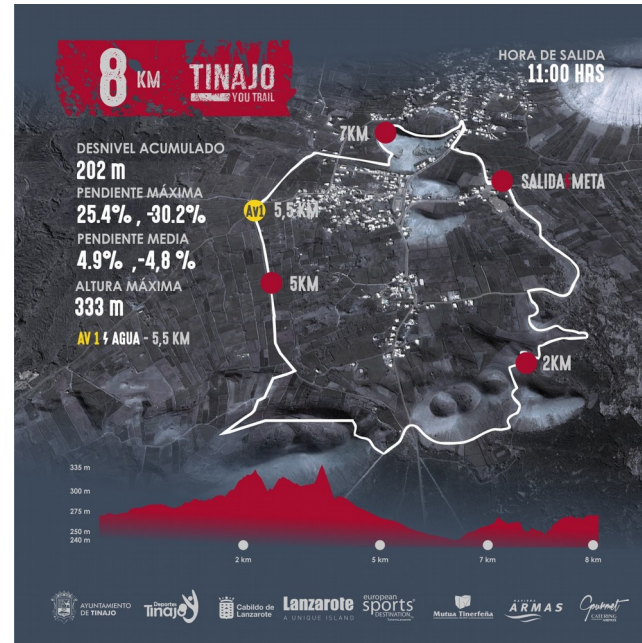 8 KM
TINAJO
YOU TRAIL
HORA DE SALIDA
11:00 HRS
DESNIVEL ACUMULADO
202 m
PENDIENTE MÁXIMA
25.4% , -30.2%
PENDIENTE MEDIA
4.9% ,-4,8 %
ALTURA MÁXIMA
333 m
AV 1 AGUA - 5,5 KM
7KM
SALIDA META
AV1 5,5 KM
5KM
2KM
335 m
300 m
275 m
250 m
240 m
2 km
5 km
7 km
8 km
AYUNTAMIENTO
DE TINAJO
Deportes
Tinajo
Cabildo de
Lanzarote
Lanzarote
A UNIQUE ISLAND
european
sports
DESTINATION
Mutua Tinerfeña
ARMAS
Gourmet
CATERING